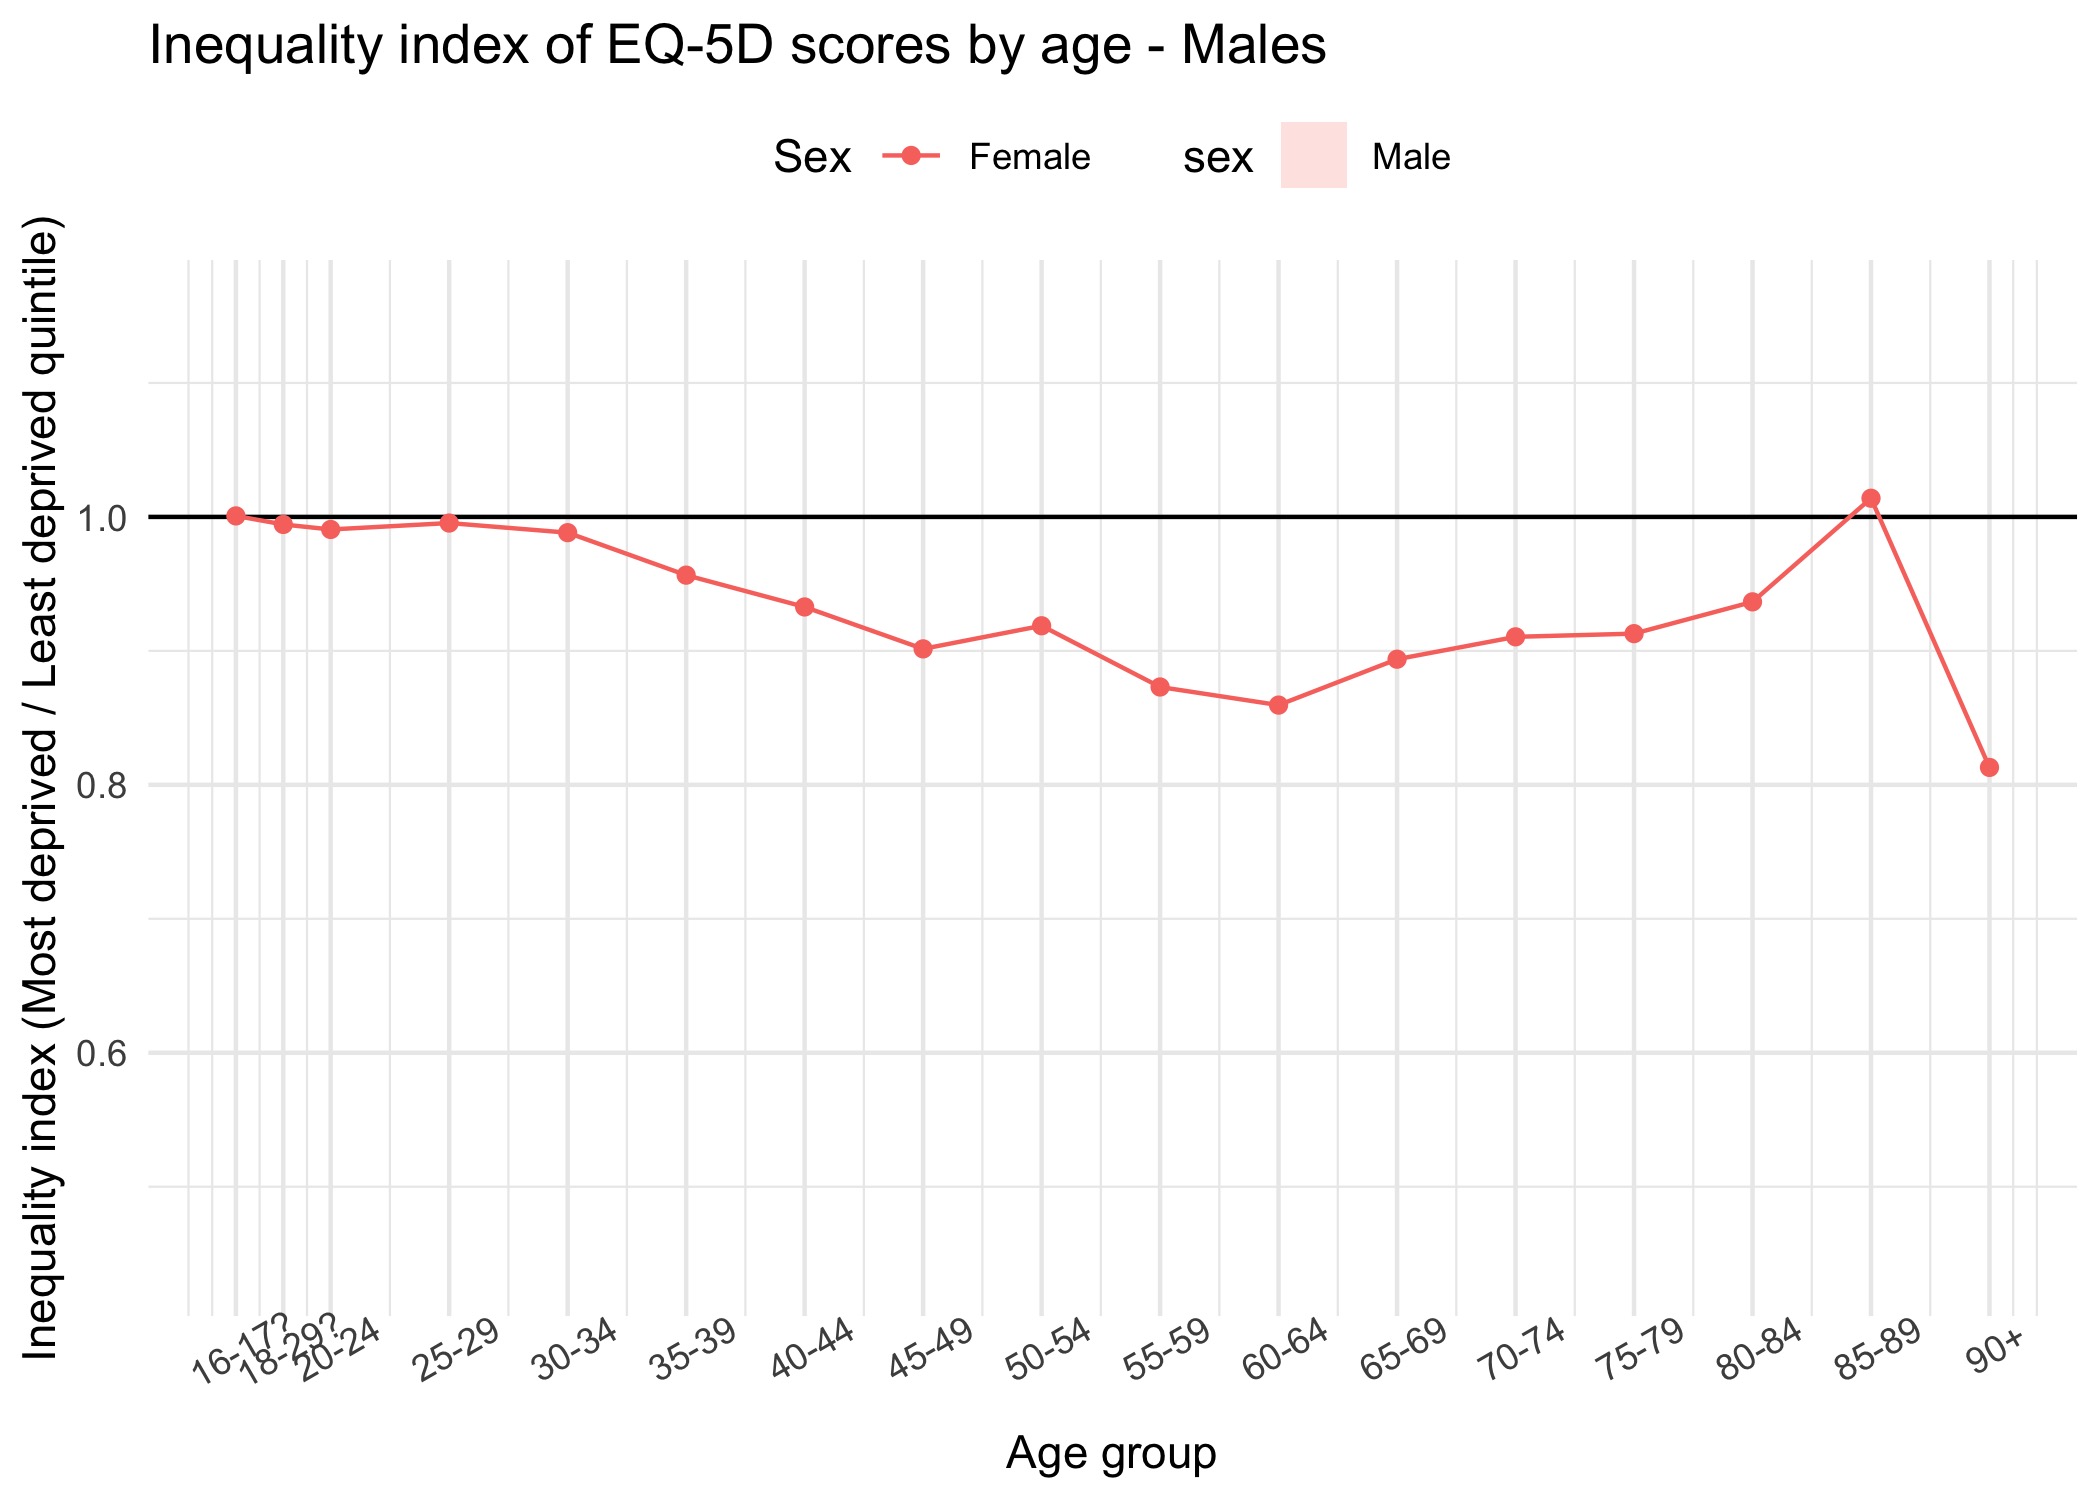 Inequality index of EQ-5D scores by age - Males
Sex Female sex Male
Inequality index (Most deprived / Least deprived quintile)
1.0
0.8
0.6
16-17? 18-29? 20-24 25-29 30-34 35-39 40-44 45-49 50-54 55-59 60-64 65-69 70-74 75-79 80-84 85-89 90+
Age group